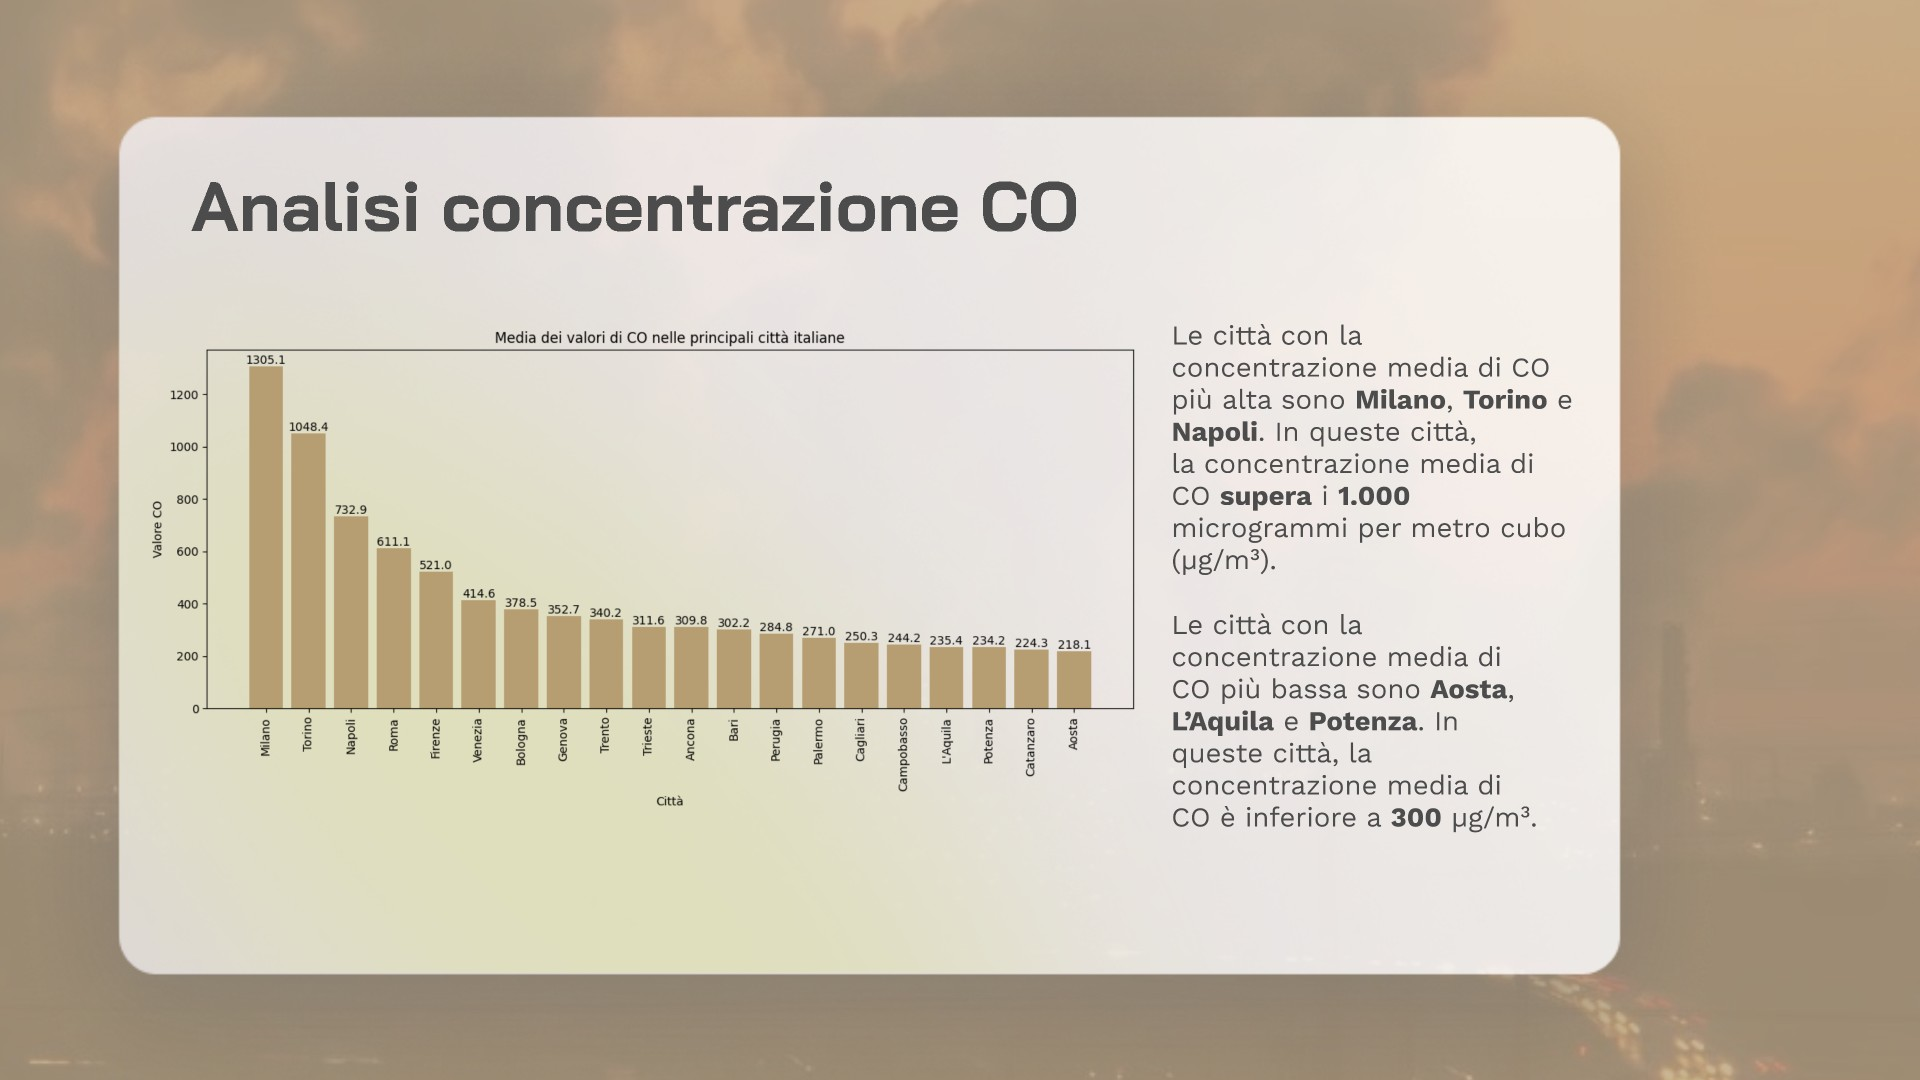 Analisi concentrazione CO
Media dei valori di CO nelle principali città italiane
Valore CO
1200
1000
800
600
400
200
0
1305.1
1048.4
732.9
611.1
521.0
414.6
378.5
352.7
340.2
311.6
309.8
302.2
284.8
271.0
250.3
244.2
235.4
234.2
224.3
218.1
Milano
Torino
Napoli
Roma
Firenze
Venezia
Bologna
Genova
Trento
Trieste
Ancona
Bari
Perugia
Palermo
Cagliari
Campobasso
L'Aquila
Potenza
Catanzaro
Aosta
Città
Le città con la
concentrazione media di CO
più alta sono Milano, Torino e
Napoli. In queste città,
la concentrazione media di
CO supera i 1.000
microgrammi per metro cubo
(µg/m³).
Le città con la
concentrazione media di
CO più bassa sono Aosta,
L’Aquila e Potenza. In
queste città, la
concentrazione media di
CO è inferiore a 300 µg/m³.